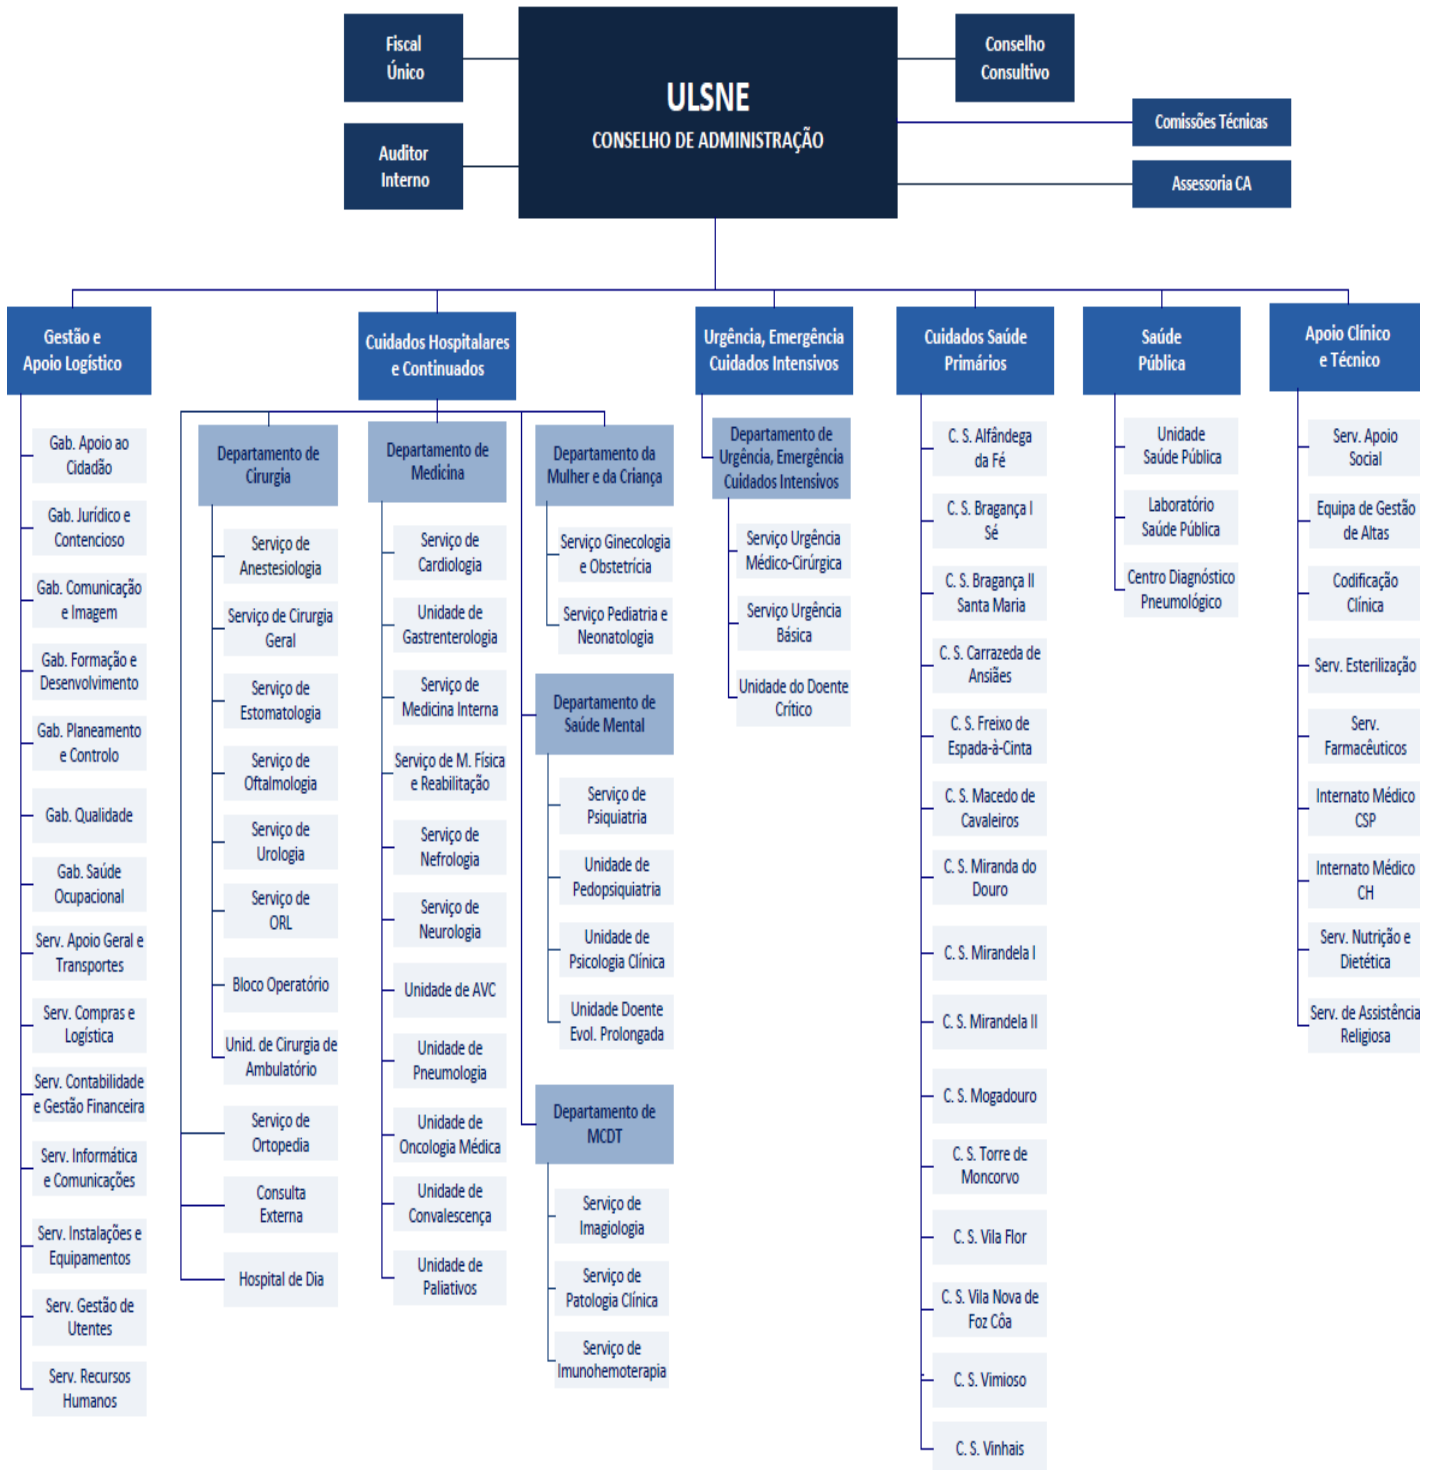 Fiscal
Único
Auditor
Interno
ULSNE
CONSELHO DE ADMINISTRAÇÃO
Conselho
Consultivo
Comissões Técnicas
Assessoria CA
Gestão e
Apoio Logístico
Gab. Apoio ao
Cidadão
Gab. Jurídico e
Contencioso
Gab. Comunicação
e Imagem
Gab. Formação e
Desenvolvimento
Gab. Planeamento
e Controlo
Gab. Qualidade
Gab. Saúde
Ocupacional
Serv. Apoio Geral e
Transportes
Serv. Compras e
Logística
Serv. Contabilidade
e Gestão Financeira
Serv. Informática
e Comunicações
Serv. Instalações e
Equipamentos
Serv. Gestão de
Utentes
Serv. Recursos
Humanos
Cuidados Hospitalares
e Continuados
Departamento de
Cirurgia
Serviço de
Anestesiologia
Serviço de Cirurgia
Geral
Serviço de
Estomatologia
Serviço de
Oftalmologia
Serviço de
Urologia
Serviço de
ORL
Bloco Operatório
Unid. de Cirurgia de
Ambulatório
Serviço de
Ortopedia
Consulta
Externa
Hospital de Dia
Departamento de
Medicina
Serviço de
Cardiologia
Unidade de
Gastrenterologia
Serviço de
Medicina Interna
Serviço de M. Física
e Reabilitação
Serviço de
Nefrologia
Serviço de
Neurologia
Unidade de AVC
Unidade de
Pneumologia
Unidade de
Oncologia Médica
Unidade de
Convalescença
Unidade de
Paliativos
Departamento da
Mulher e da Criança
Serviço Ginecologia
e Obstetrícia
Serviço Pediatria e
Neonatologia
Departamento de
Saúde Mental
Serviço de
Psiquiatria
Unidade de
Pedopsiquiatria
Unidade de
Psicologia Clínica
Unidade Doente
Evol. Prolongada
Departamento de
MCDT
Serviço de
Imagiologia
Serviço de
Patologia Clínica
Serviço de
Imunohemoterapia
Urgência, Emergência
Cuidados Intensivos
Departamento de
Urgência, Emergência
Cuidados Intensivos
Serviço Urgência
Médico-Cirúrgica
Serviço Urgência
Básica
Unidade do Doente
Crítico
Cuidados Saúde
Primários
C. S. Alfândega
da Fé
C. S. Bragança I
Sé
C. S. Bragança II
Santa Maria
C. S. Carrazeda de
Ansiães
C. S. Freixo de
Espada-à-Cinta
C. S. Macedo de
Cavaleiros
C. S. Miranda do
Douro
C. S. Mirandela I
C. S. Mirandela II
C. S. Mogadouro
C. S. Torre de
Moncorvo
C. S. Vila Flor
C. S. Vila Nova de
Foz Côa
C. S. Vimioso
C. S. Vinhais
Saúde
Pública
Unidade
Saúde Pública
Laboratório
Saúde Pública
Centro Diagnóstico
Pneumológico
Apoio Clínico
e Técnico
Serv. Apoio
Social
Equipa de Gestão
de Altas
Codificação
Clínica
Serv. Esterilização
Serv.
Farmacêuticos
Internato Médico
CSP
Internato Médico
CH
Serv. Nutrição e
Dietética
Serv. de Assistência
Religiosa